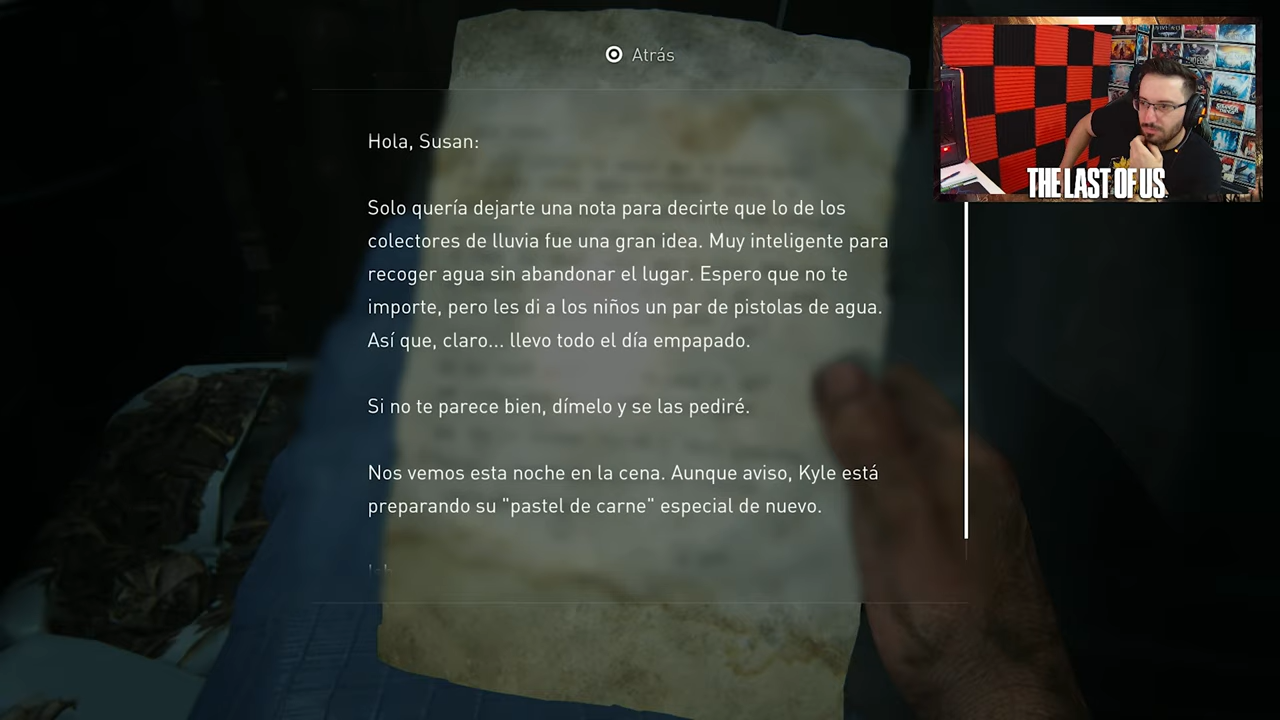 Atrás
THE LAST OF US
Hola, Susan:
Solo quería dejarte una nota para decirte que lo de los
colectores de lluvia fue una gran idea. Muy inteligente para
recoger agua sin abandonar el lugar. Espero que no te
importe, pero les di a los niños un par de pistolas de agua.
Así que, claro... llevo todo el día empapado.
Si no te parece bien, dímelo y se las pediré.
Nos vemos esta noche en la cena. Aunque aviso, Kyle está
preparando su "pastel de carne" especial de nuevo.